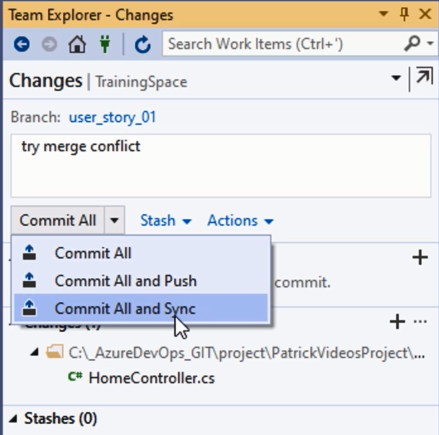 Team Explorer - Changes
Search Work Items (Ctrl+')
Changes | TrainingSpace
Branch: user_story_01
try merge conflict
Commit All Stash Actions
Commit All
Commit All and Push
commit.
Commit All and Sync
Changes (1)
C:\_AzureDevOps_GIT\project\PatrickVideosProject\...
C# HomeController.cs
Stashes (0)